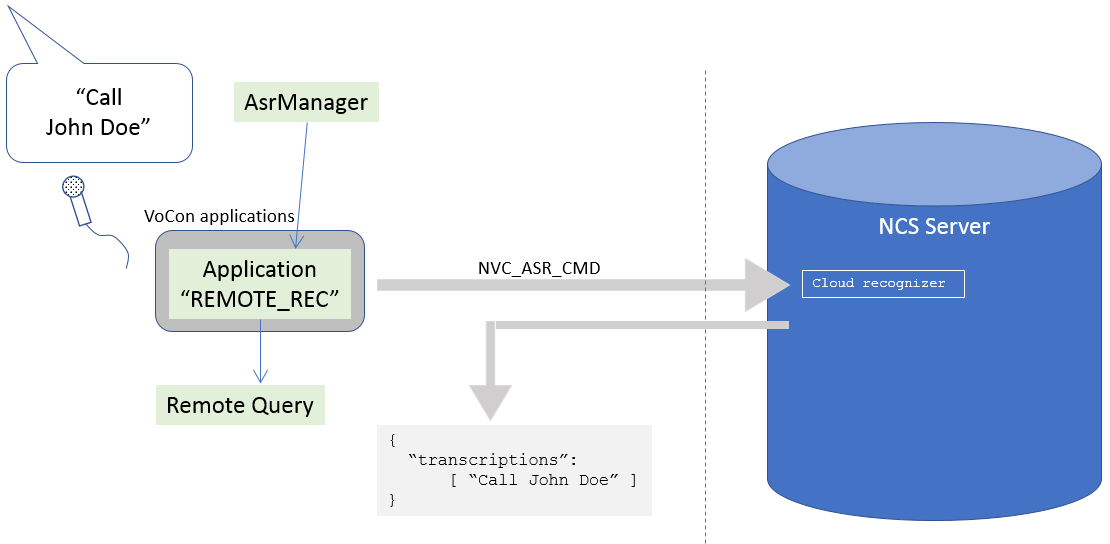 “Call
John Doe”
AsrManager
VoCon applications
Application
“REMOTE_REC”
Remote Query
NVC_ASR_CMD
NCS Server
Cloud recognizer
{
“transcriptions”:
[ “Call John Doe” ]
}